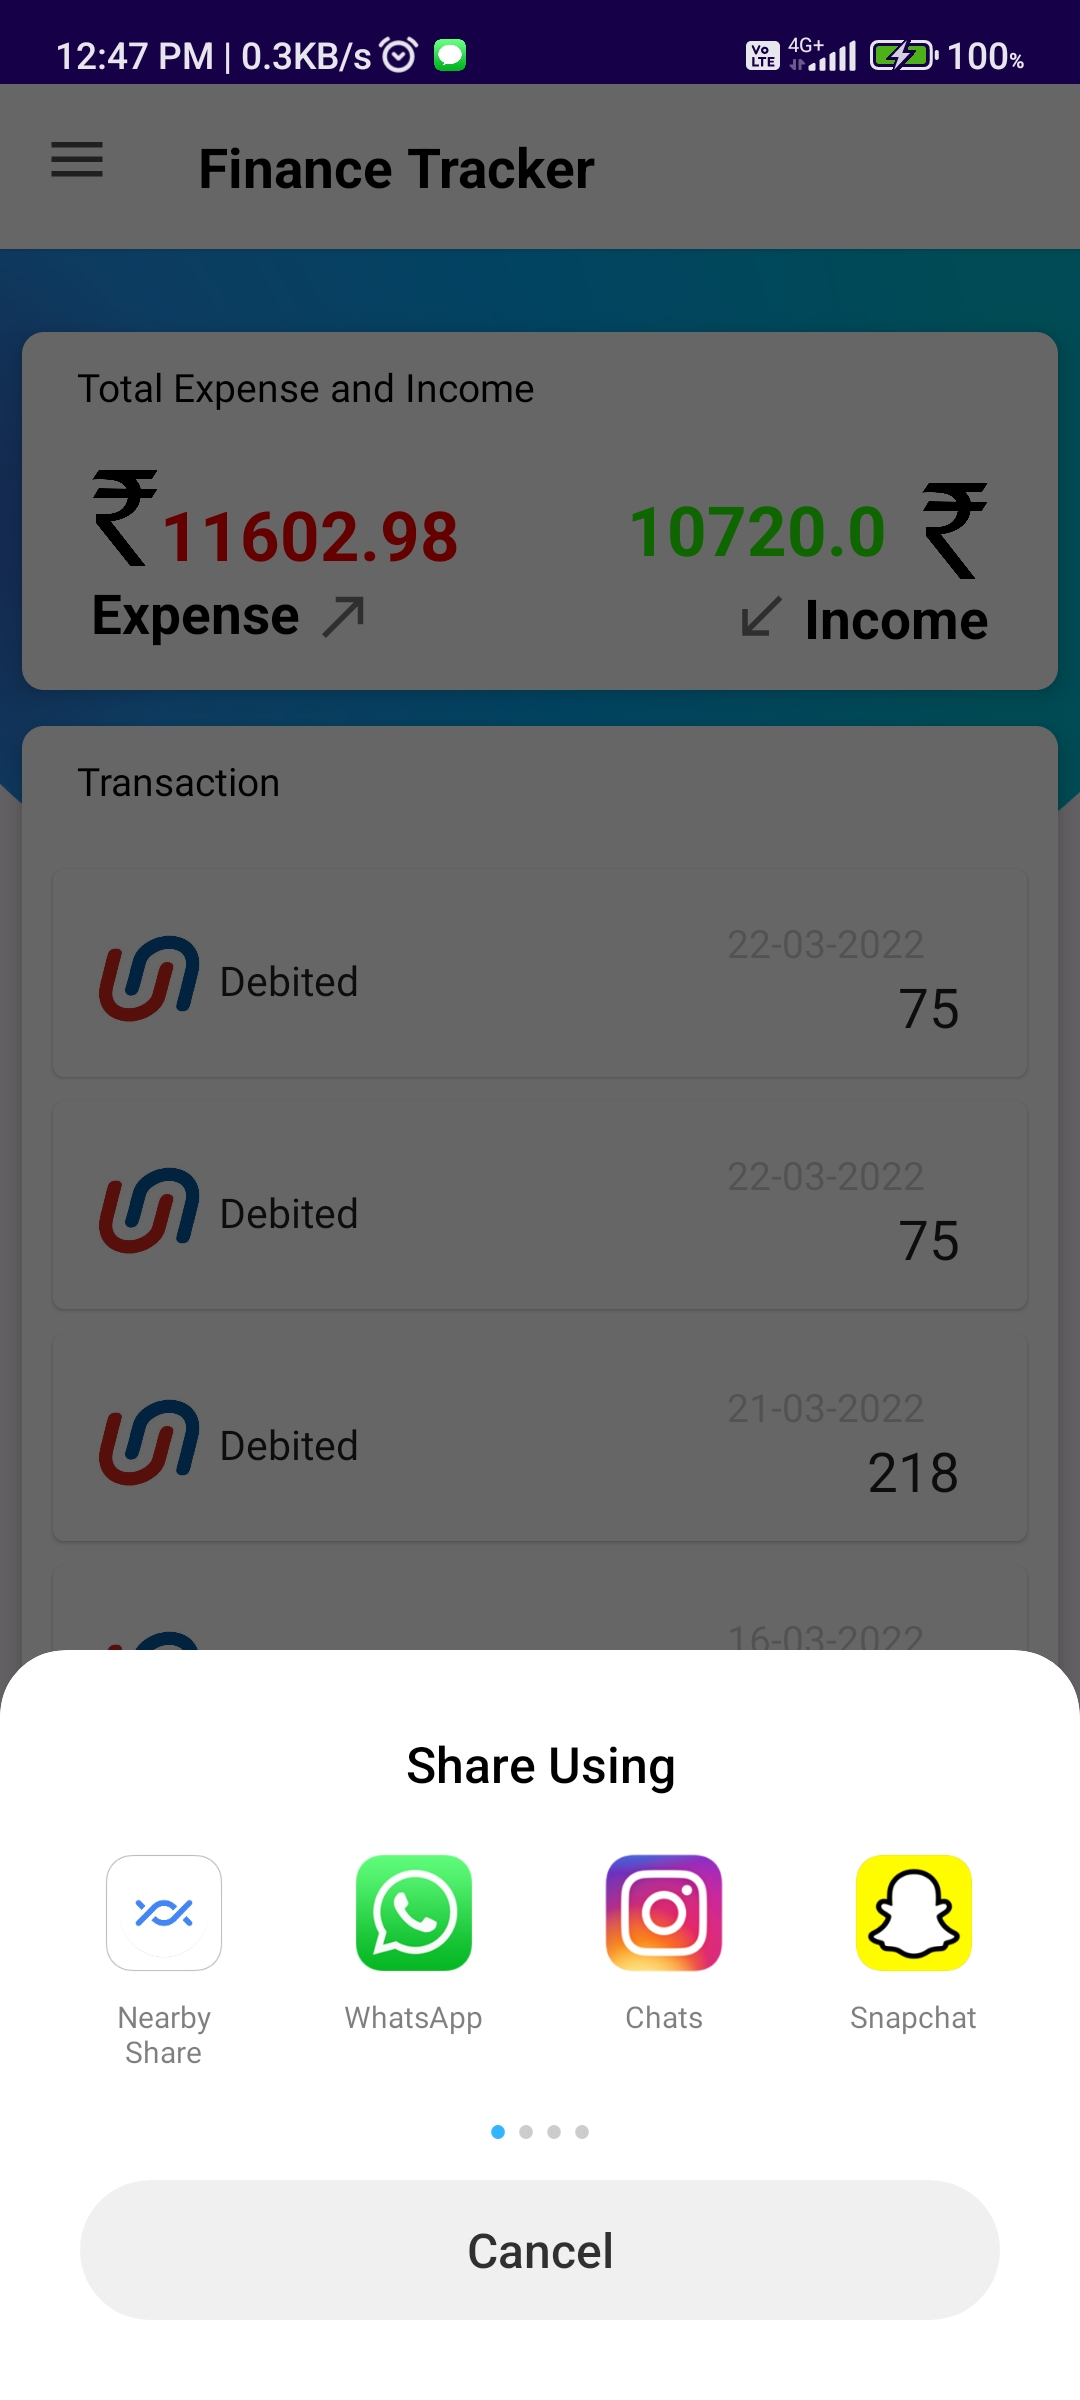 12:47 PM | 0.3KB/s
Vo LTE 4G+ 100%
Finance Tracker
Total Expense and Income
₹11602.98 10720.0 ₹
Expense Income
Transaction
22-03-2022
Debited
75
22-03-2022
Debited
75
21-03-2022
Debited
218
16-03-2022
Share Using
Nearby Share WhatsApp Chats Snapchat
Cancel